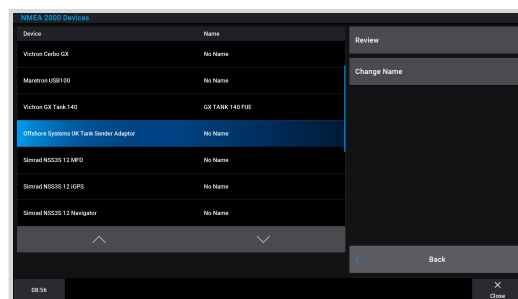 NMEA 2000 Devices
Device Name
Victron Cerbo GX No Name
Maretron USB100 No Name
Victron GX Tank 140 GX TANK 140 FUE
Offshore Systems UK Tank Sender Adaptor No Name
Simrad NSS3S 12 MFD No Name
Simrad NSS3S 12 iGPS No Name
Simrad NSS3S 12 Navigator No Name
Review
Change Name
Back
08:56
Close